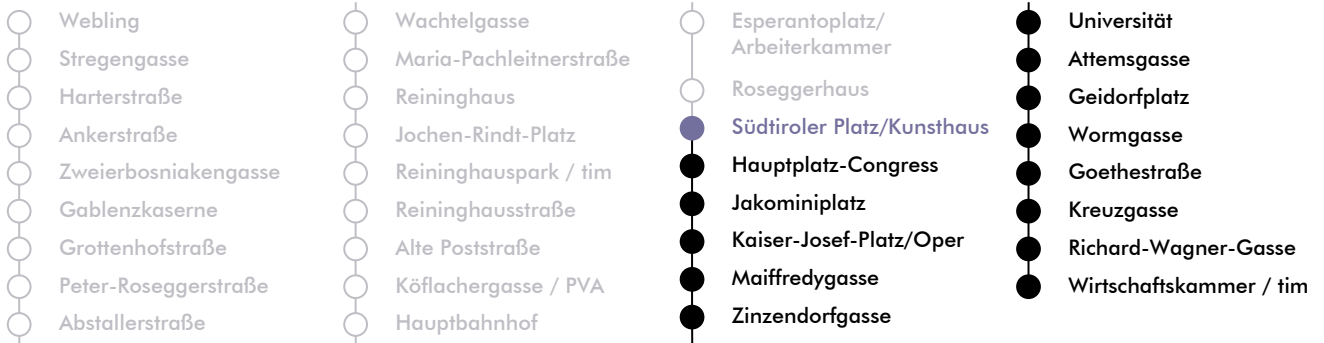 Webling
Stregengasse
Harterstraße
Ankerstraße
Zweierbosniakengasse
Gablenzkaserne
Grottenhofstraße
Peter-Roseggerstraße
Abstallerstraße
Wachtelgasse
Maria-Pachleitnerstraße
Reininghaus
Jochen-Rindt-Platz
Reininghauspark / tim
Reininghausstraße
Alte Poststraße
Köflachergasse / PVA
Hauptbahnhof
Esperantoplatz/
Arbeiterkammer
Roseggerhaus
Südtiroler Platz/Kunsthaus
Hauptplatz-Congress
Jakominiplatz
Kaiser-Josef-Platz/Oper
Maiffredygasse
Zinzendorfgasse
Universität
Attemsgasse
Geidorfplatz
Wormgasse
Goethestraße
Kreuzgasse
Richard-Wagner-Gasse
Wirtschaftskammer / tim